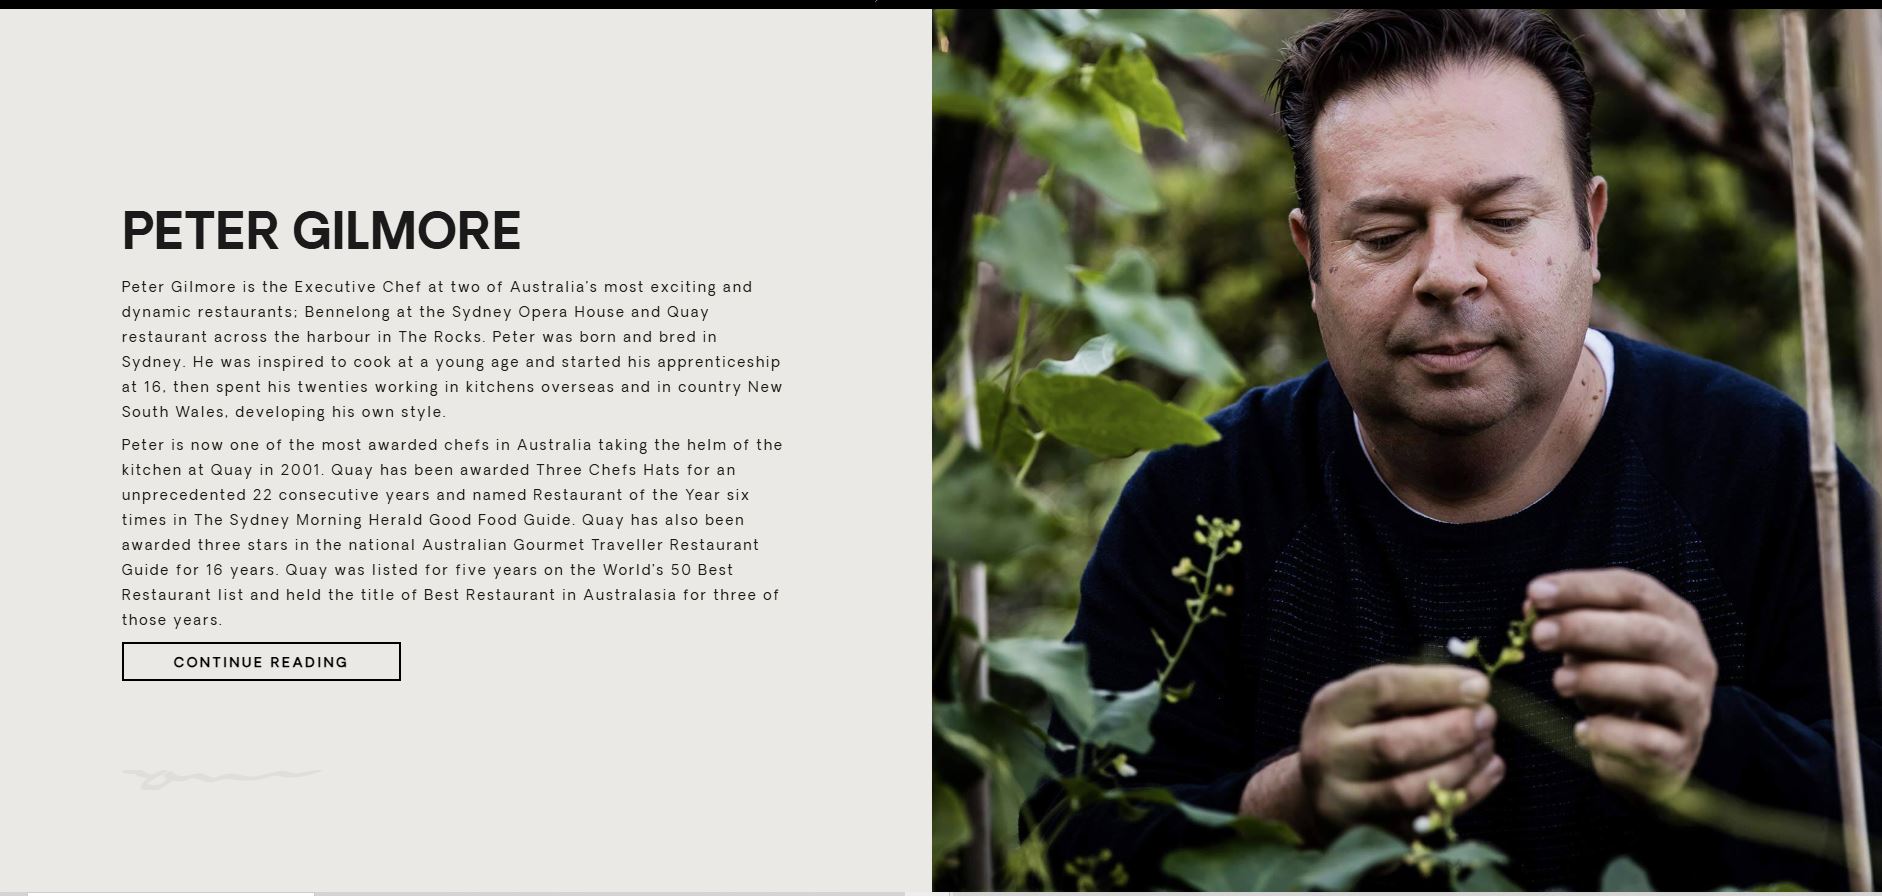 PETER GILMORE
Peter Gilmore is the Executive Chef at two of Australia's most exciting and
dynamic restaurants; Bennelong at the Sydney Opera House and Quay
restaurant across the harbour in The Rocks. Peter was born and bred in
Sydney. He was inspired to cook at a young age and started his apprenticeship
at 16, then spent his twenties working in kitchens overseas and in country New
South Wales, developing his own style.
Peter is now one of the most awarded chefs in Australia taking the helm of the
kitchen at Quay in 2001. Quay has been awarded Three Chefs Hats for an
unprecedented 22 consecutive years and named Restaurant of the Year six
times in The Sydney Morning Herald Good Food Guide. Quay has also been
awarded three stars in the national Australian Gourmet Traveller Restaurant
Guide for 16 years. Quay was listed for five years on the World's 50 Best
Restaurant list and held the title of Best Restaurant in Australasia for three of
those years.
CONTINUE READING